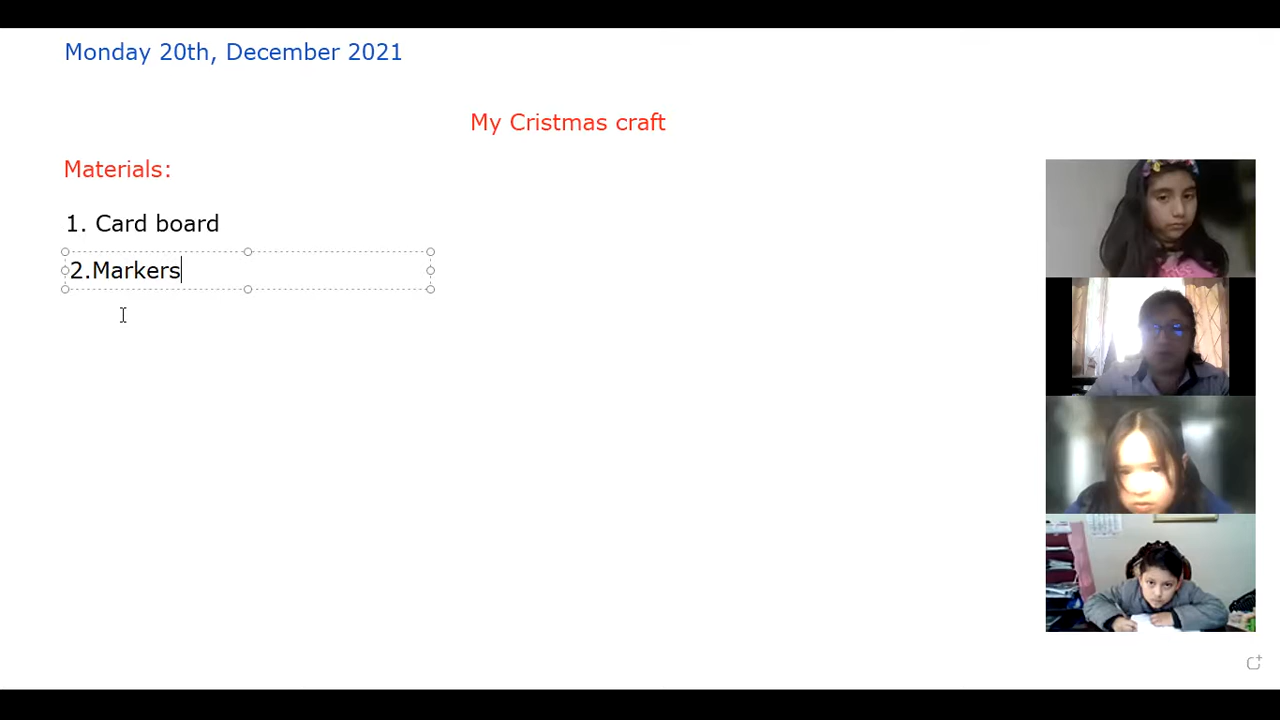 Monday 20th, December 2021
My Cristmas craft
Materials:
1. Card board
2.Markers